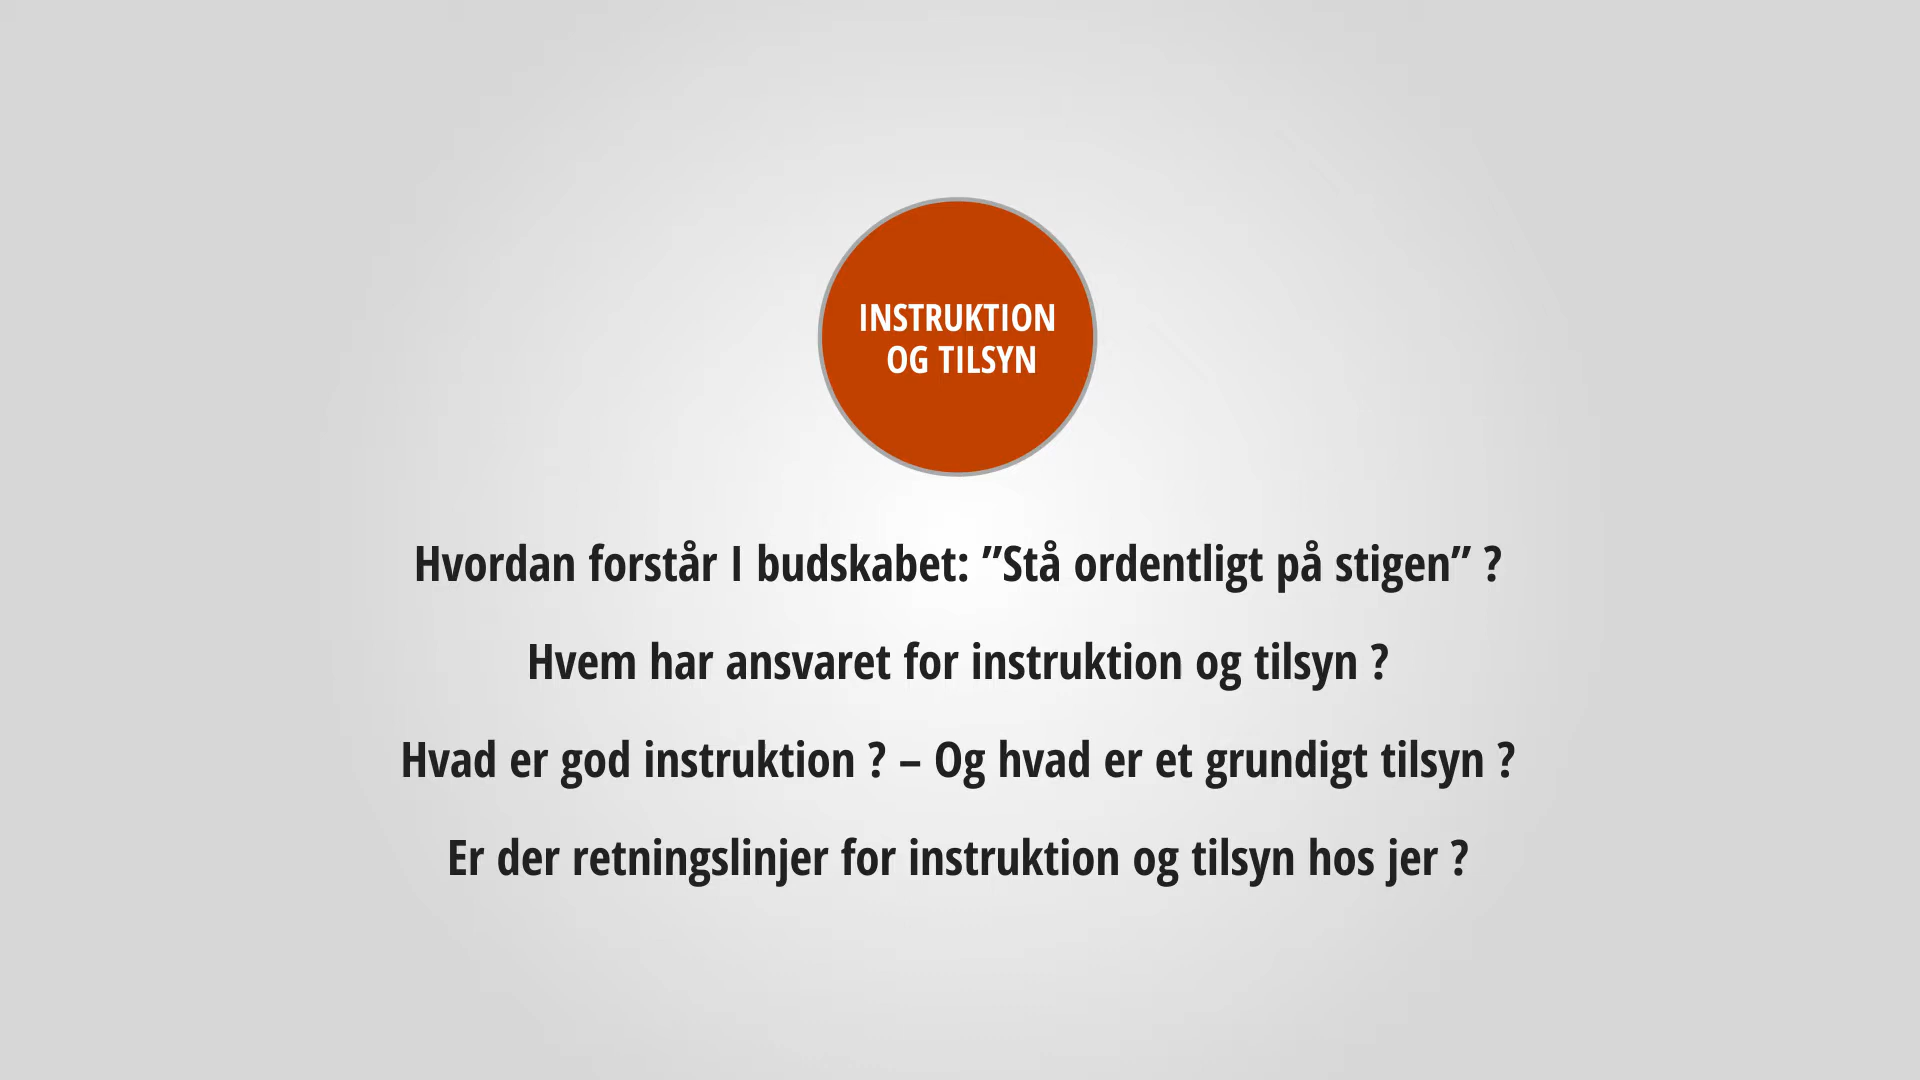 INSTRUKTION
OG TILSYN
Hvordan forstår I budskabet: ”Stå ordentligt på stigen” ?
Hvem har ansvaret for instruktion og tilsyn ?
Hvad er god instruktion ? – Og hvad er et grundigt tilsyn ?
Er der retningslinjer for instruktion og tilsyn hos jer ?